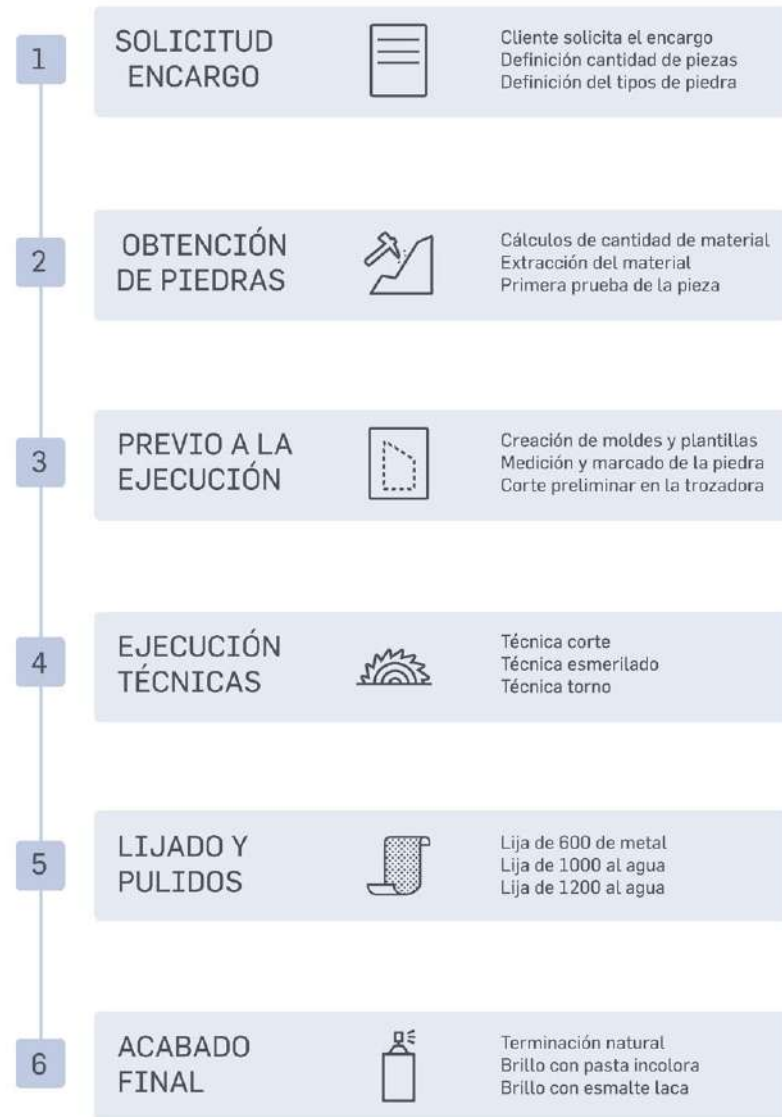 1
SOLICITUD
ENCARGO
Cliente solicita el encargo
Definición cantidad de piezas
Definición del tipos de piedra
2
OBTENCIÓN
DE PIEDRAS
Cálculos de cantidad de material
Extracción del material
Primera prueba de la pieza
3
PREVIO A LA
EJECUCIÓN
Creación de moldes y plantillas
Medición y marcado de la piedra
Corte preliminar en la trozadora
4
EJECUCIÓN
TÉCNICAS
Técnica corte
Técnica esmerilado
Técnica torno
5
LIJADO Y
PULIDOS
Lija de 600 de metal
Lija de 1000 al agua
Lija de 1200 al agua
6
ACABADO
FINAL
Terminación natural
Brillo con pasta incolora
Brillo con esmalte laca